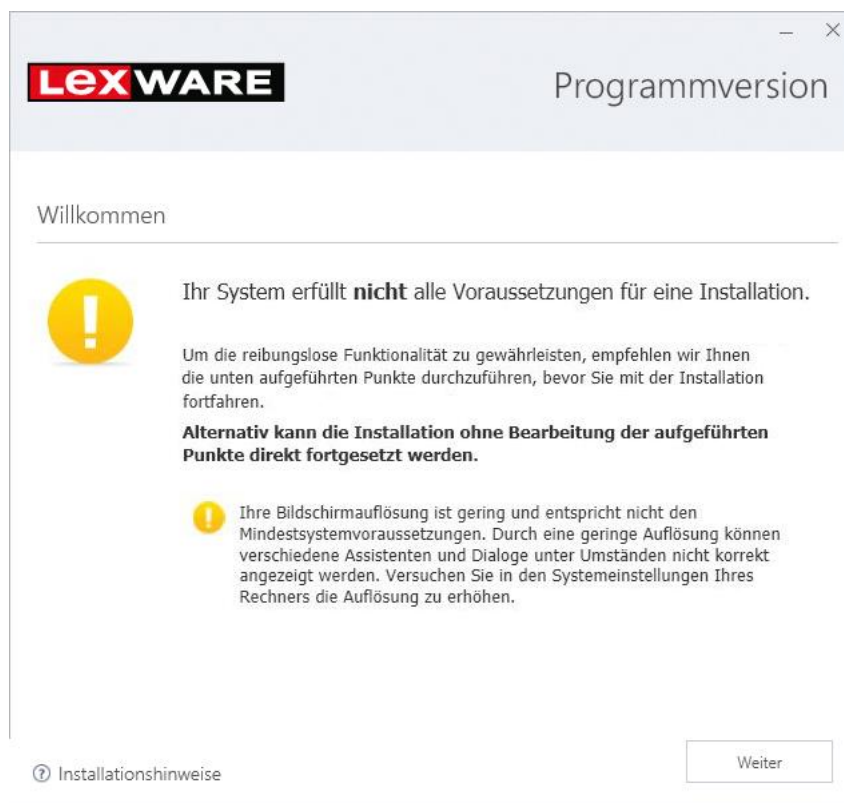 LexWARE
Programmversion
Willkommen
Ihr System erfüllt nicht alle Voraussetzungen für eine Installation.
Um die reibungslose Funktionalität zu gewährleisten, empfehlen wir Ihnen
die unten aufgeführten Punkte durchzuführen, bevor Sie mit der Installation
fortfahren.
Alternativ kann die Installation ohne Bearbeitung der aufgeführten
Punkte direkt fortgesetzt werden.
Ihre Bildschirmauflösung ist gering und entspricht nicht den
Mindestsystemvoraussetzungen. Durch eine geringe Auflösung können
verschiedene Assistenten und Dialoge unter Umständen nicht korrekt
angezeigt werden. Versuchen Sie in den Systemeinstellungen Ihres
Rechners die Auflösung zu erhöhen.
Installationshinweise
Weiter